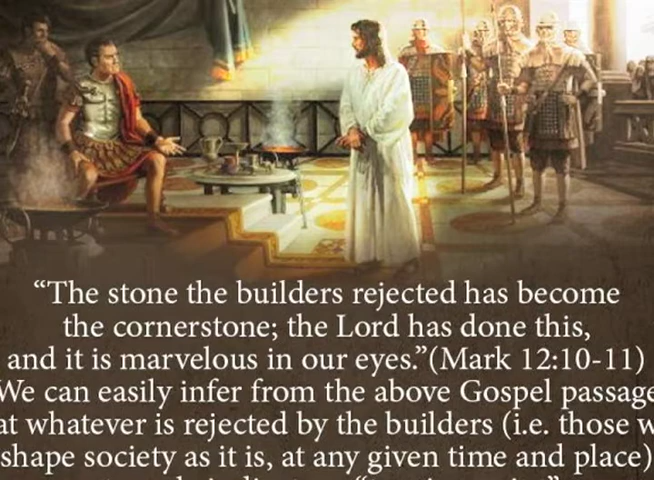 “The stone the builders rejected has become
the cornerstone; the Lord has done this,
and it is marvelous in our eyes.”(Mark 12:10-11)
We can easily infer from the above Gospel passage
at whatever is rejected by the builders (i.e. those w
shape society as it is, at any given time and place)